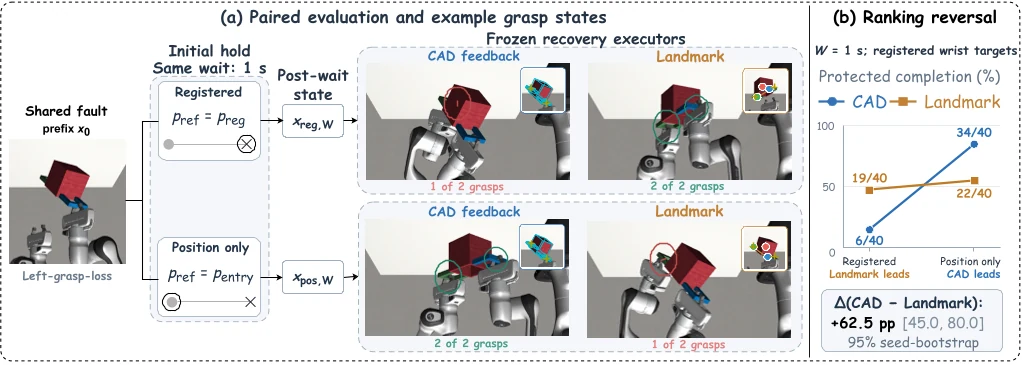 (a) Paired evaluation and example grasp states
Frozen recovery executors
Initial hold
Same wait: 1 s
Post-wait
state
Shared fault
prefix x₀
Left-grasp-loss
Registered
pref = preg
Position only
pref = pentry
xreg,W
xpos,W
CAD feedback
Landmark
1 of 2 grasps
2 of 2 grasps
CAD feedback
Landmark
2 of 2 grasps
1 of 2 grasps
(b) Ranking reversal
W = 1 s; registered wrist targets
Protected completion (%)
CAD
Landmark
100
50
0
34/40
19/40
22/40
6/40
Registered
Landmark leads
Position only
CAD leads
Δ(CAD − Landmark):
+62.5 pp [45.0, 80.0]
95% seed-bootstrap